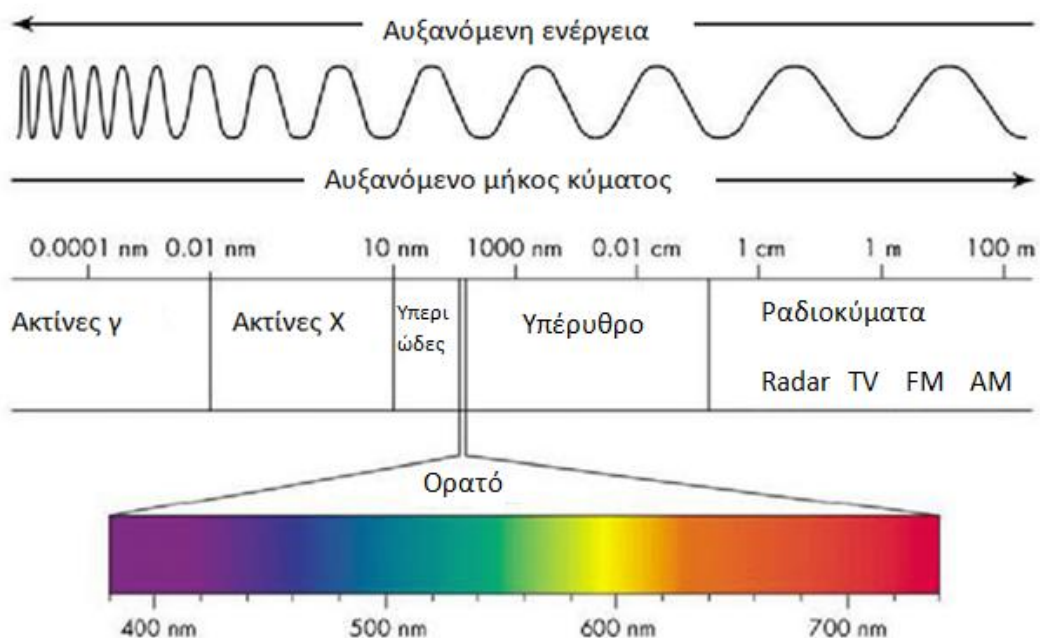 Αυξανόμενη ενέργεια
Αυξανόμενο μήκος κύματος
0.0001 nm 0.01 nm 10 nm 1000 nm 0.01 cm 1 cm 1 m 100 m
Ακτίνες γ Ακτίνες Χ Υπερι Υπέρυθρο Ραδιοκύματα
ώδες
Radar TV FM AM
Ορατό
400 nm 500 nm 600 nm 700 nm